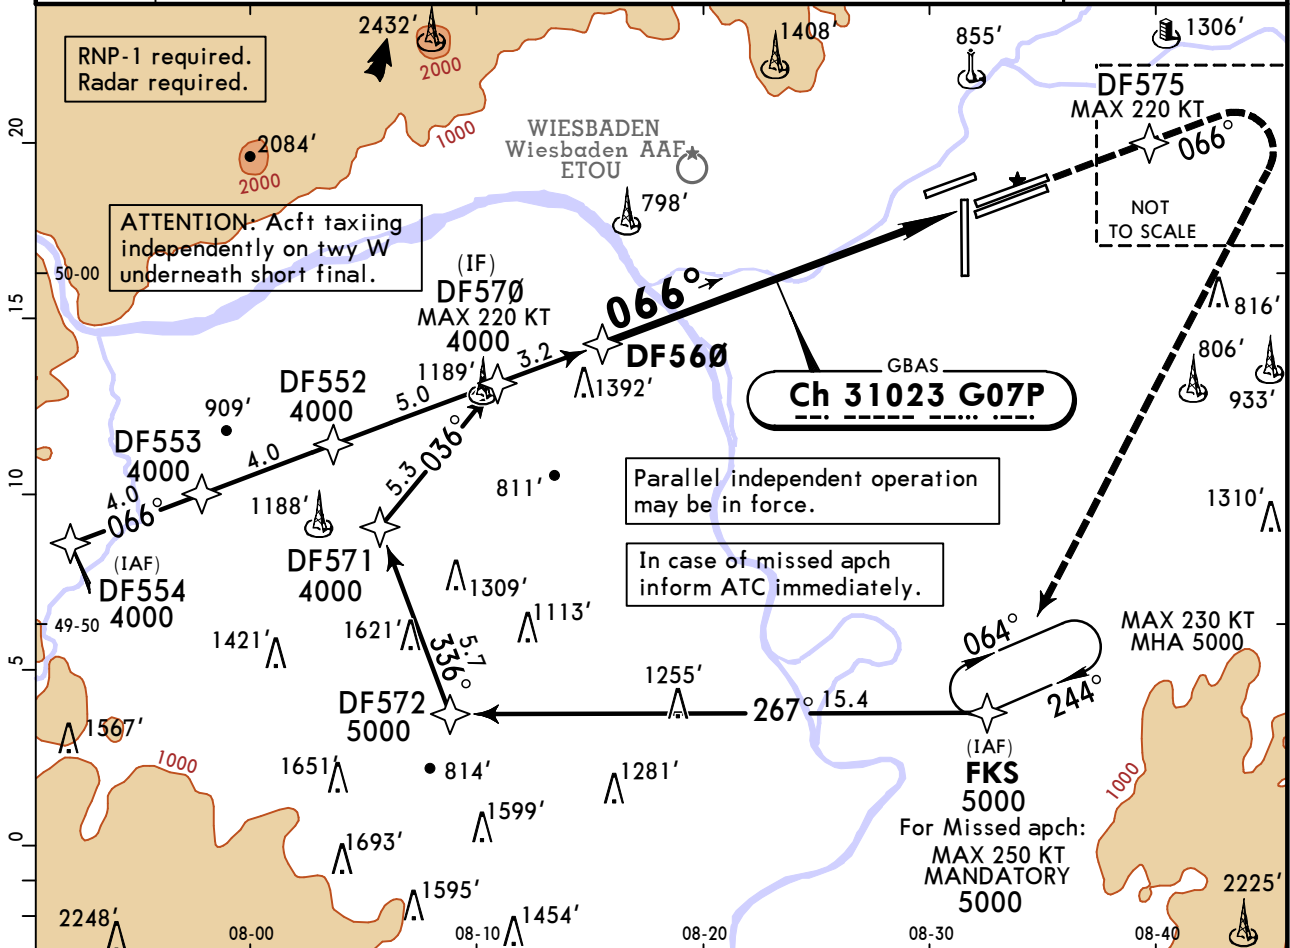 2432'
2000
RNP-1 required.
Radar required.
1408'
855'
1306'
DF575
MAX 220 KT
066°
NOT
TO SCALE
20
2084'
2000
1000
WIESBADEN
Wiesbaden AAF
ETOU
798'
ATTENTION: Acft taxiing
independently on twy W
underneath short final.
50-00
15
(IF)
DF570
MAX 220 KT
4000
1189'
3.2
066°
DF560
1392'
816'
806'
933'
GBAS
Ch 31023 G07P
DF552
4000
5.0
909'
DF553
4000
4.0
036°
5.3
10
4.0
066°
(IAF)
DF554
4000
1188'
DF571
4000
811'
Parallel independent operation
may be in force.
1310'
In case of missed apch
inform ATC immediately.
1309'
1113'
49-50
1421'
1621'
5.7
336°
5
064°
244°
MAX 230 KT
MHA 5000
1255'
DF572
5000
267°
15.4
(IAF)
FKS
5000
For Missed apch:
MAX 250 KT
MANDATORY
5000
1567'
1000
1651'
814'
1281'
1599'
1000
0
1693'
1595'
1454'
2248'
2225'
08-00
08-10
08-20
08-30
08-40